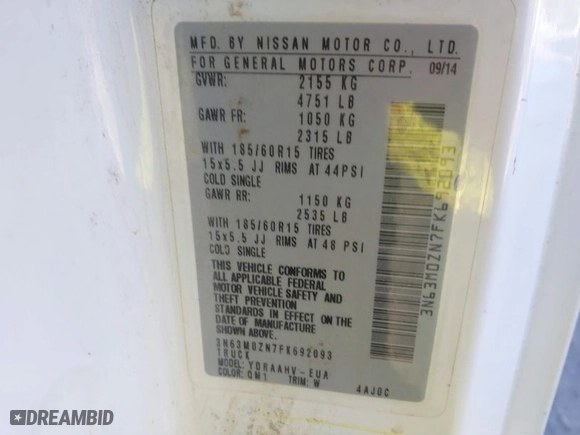 MFD. BY NISSAN MOTOR CO., LTD.
FOR GENERAL MOTORS CORP. 09/14
GVWR: 2155 KG
4751 LB
GAWR FR: 1050 KG
2315 LB
WITH 185/60R15 TIRES
15x5.5 JJ RIMS AT 44PSI
COLD SINGLE
GAWR RR: 1150 KG
2535 LB
WITH 185/60R15 TIRES
15x5.5 JJ RIMS AT 48 PSI
COLD SINGLE
THIS VEHICLE CONFORMS TO
ALL APPLICABLE FEDERAL
MOTOR VEHICLE SAFETY AND
THEFT PREVENTION
STANDARDS IN EFFECT ON THE
DATE OF MANUFACTURE
SHOWN ABOVE.
3N63M0ZN7FK692093
TRUCK
MODEL: YDRAAHV-EUA
COLOR: QM1 TRIM: W 4AJ0C
3N63M0ZN7FK692093
DREAMBID